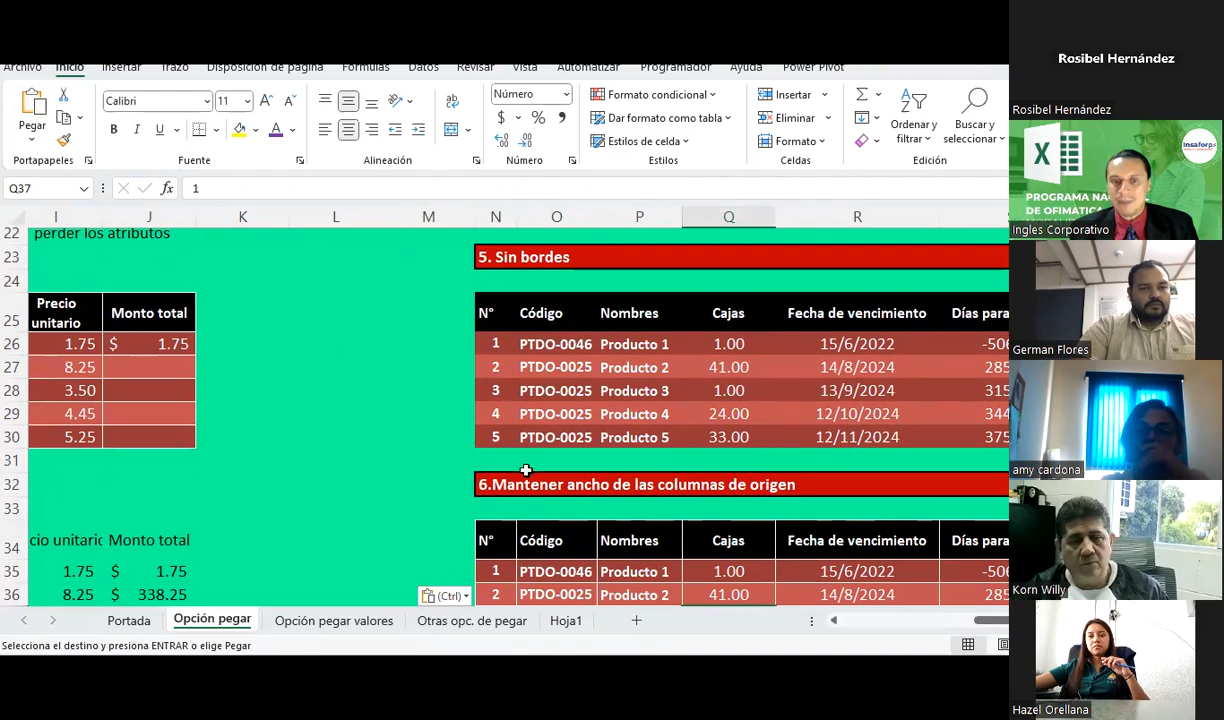 Archivo Inicio Insertar Trazo Disposición de página Fórmulas Datos Revisar Vista Automatizar Programador Ayuda Power Pivot
Pegar
Portapapeles
Calibri 11
N K S
Fuente
Alineación
Número
$ % 
Número
Formato condicional
Dar formato como tabla
Estilos de celda
Estilos
Insertar
Eliminar
Formato
Celdas
Ordenar y
filtrar
Buscar y
seleccionar
Edición
Q37 fx 1
I J K L M N O P Q R
22 perder los atributos
23 5. Sin bordes
24
25 Precio unitario Monto total N° Código Nombres Cajas Fecha de vencimiento Días para
26 1.75 $ 1.75 1 PTDO-0046 Producto 1 1.00 15/6/2022 -506
27 8.25 2 PTDO-0025 Producto 2 41.00 14/8/2024 285
28 3.50 3 PTDO-0025 Producto 3 1.00 13/9/2024 315
29 4.45 4 PTDO-0025 Producto 4 24.00 12/10/2024 344
30 5.25 5 PTDO-0025 Producto 5 33.00 12/11/2024 375
31
32 6.Mantener ancho de las columnas de origen
33
34 cio unitario Monto total N° Código Nombres Cajas Fecha de vencimiento Días para
35 1.75 $ 1.75 1 PTDO-0046 Producto 1 1.00 15/6/2022 -506
36 8.25 $ 338.25 (Ctrl) 2 PTDO-0025 Producto 2 41.00 14/8/2024 285
Portada Opción pegar Opción pegar valores Otras opc. de pegar Hoja1
Selecciona el destino y presiona ENTRAR o elige Pegar
Rosibel Hernández
Rosibel Hernández
X
insaforp
PROGRAMA NA
DE OFIMATICA
Ingles Corporativo
German Flores
amy cardona
Korn Willy
Hazel Orellana